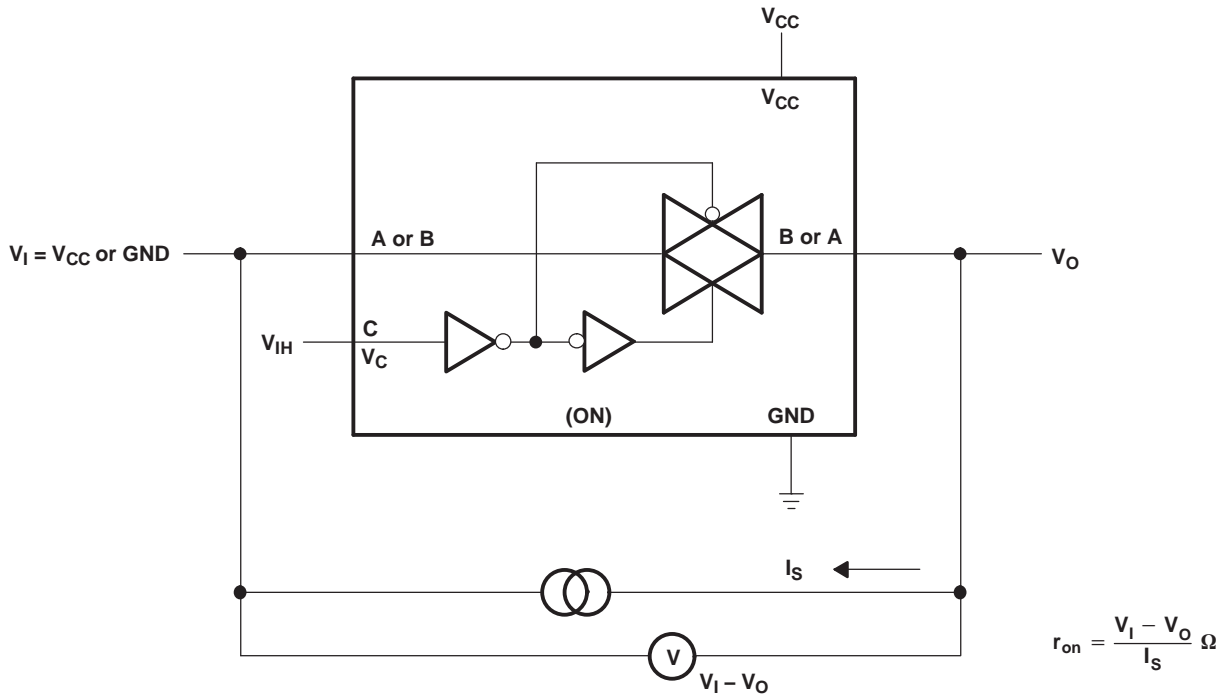 VCC
VCC
VI = VCC or GND
A or B
B or A
VO
VIH
C
VC
(ON)
GND
IS
V
VI – VO
ron = VI − VO / IS Ω